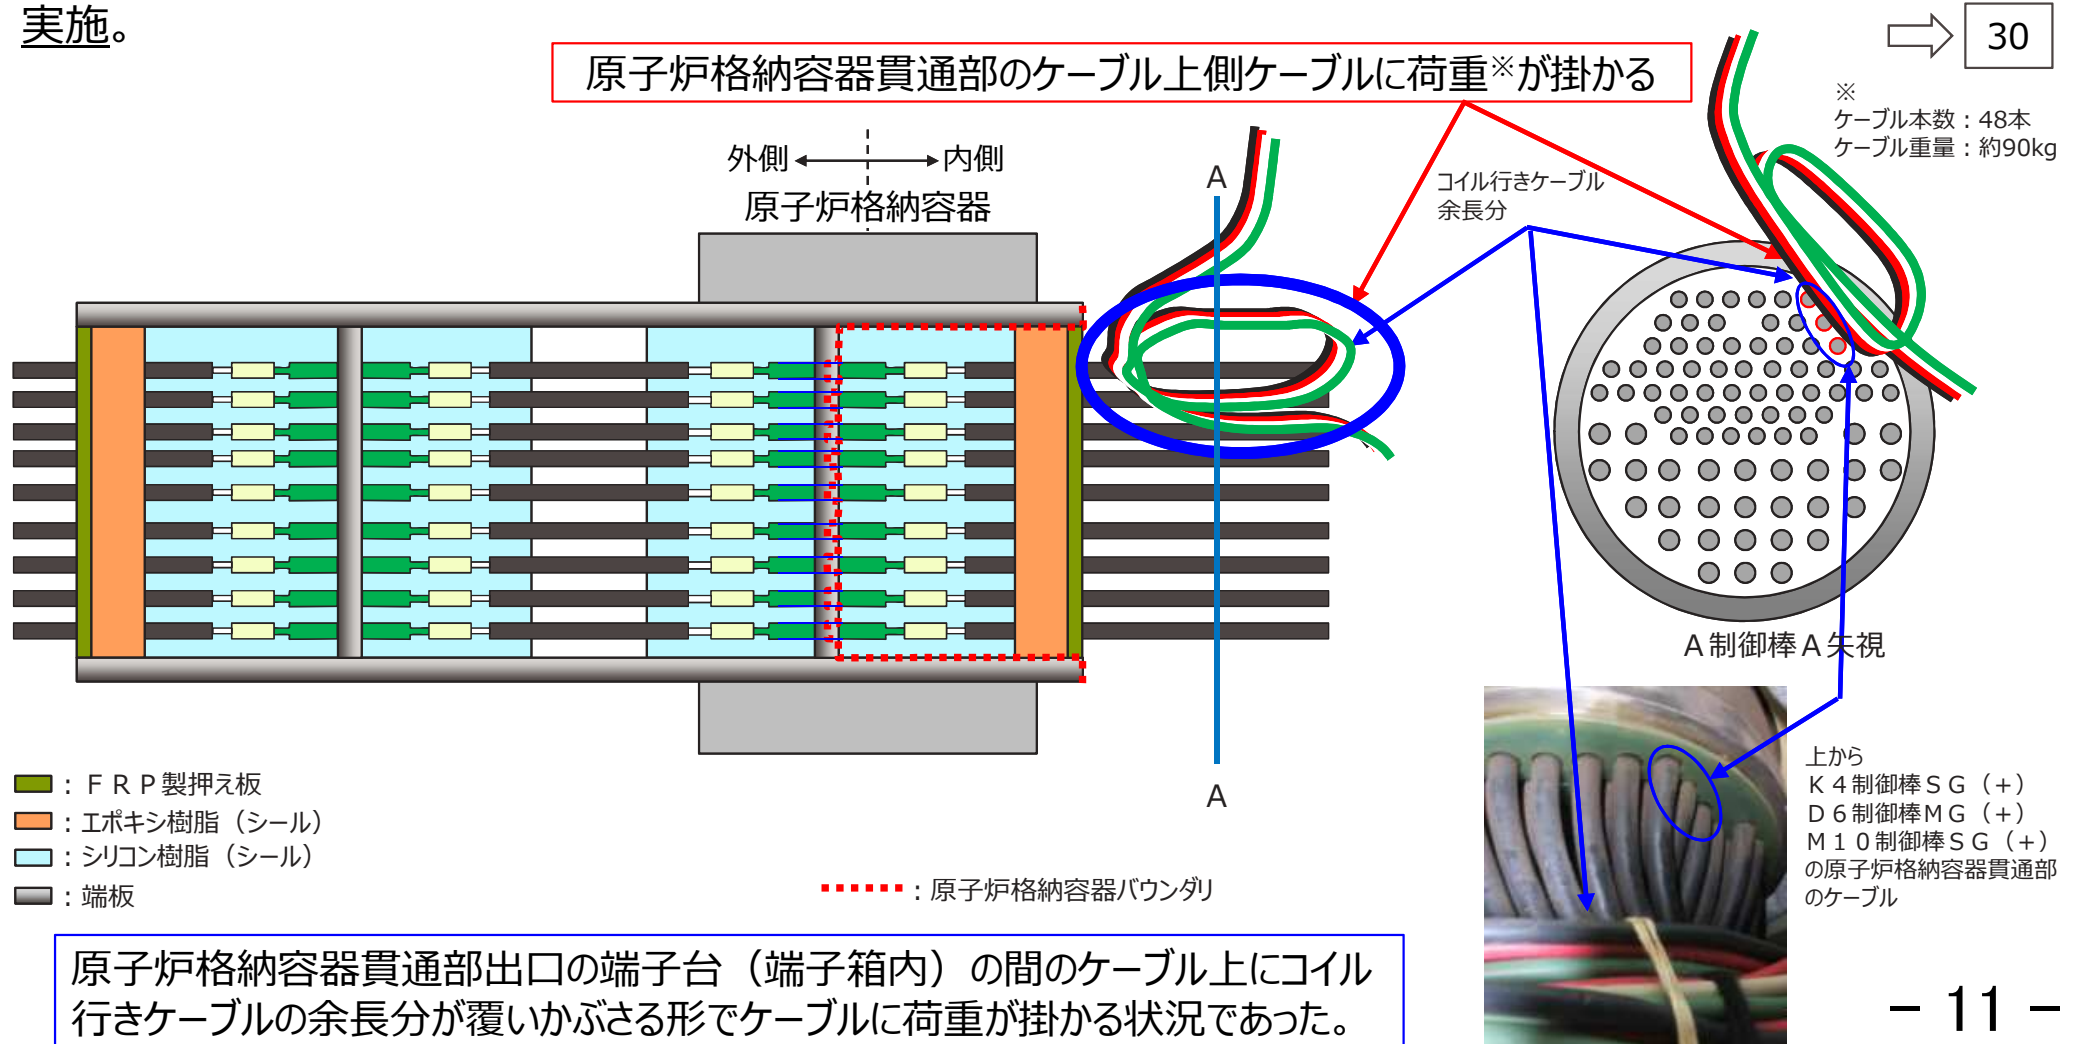 実施。
30
原子炉格納容器貫通部のケーブル上側ケーブルに荷重※が掛かる
※
ケーブル本数：48本
ケーブル重量：約90kg
外側
内側
原子炉格納容器
A
コイル行きケーブル
余長分
A制御棒A矢視
A
：ＦＲＰ製押え板
：エポキシ樹脂（シール）
：シリコン樹脂（シール）
：端板
：原子炉格納容器バウンダリ
上から
Ｋ４制御棒ＳＧ（＋）
Ｄ６制御棒ＭＧ（＋）
Ｍ１０制御棒ＳＧ（＋）
の原子炉格納容器貫通部
のケーブル
原子炉格納容器貫通部出口の端子台（端子箱内）の間のケーブル上にコイル
行きケーブルの余長分が覆いかぶさる形でケーブルに荷重が掛かる状況であった。
－11－